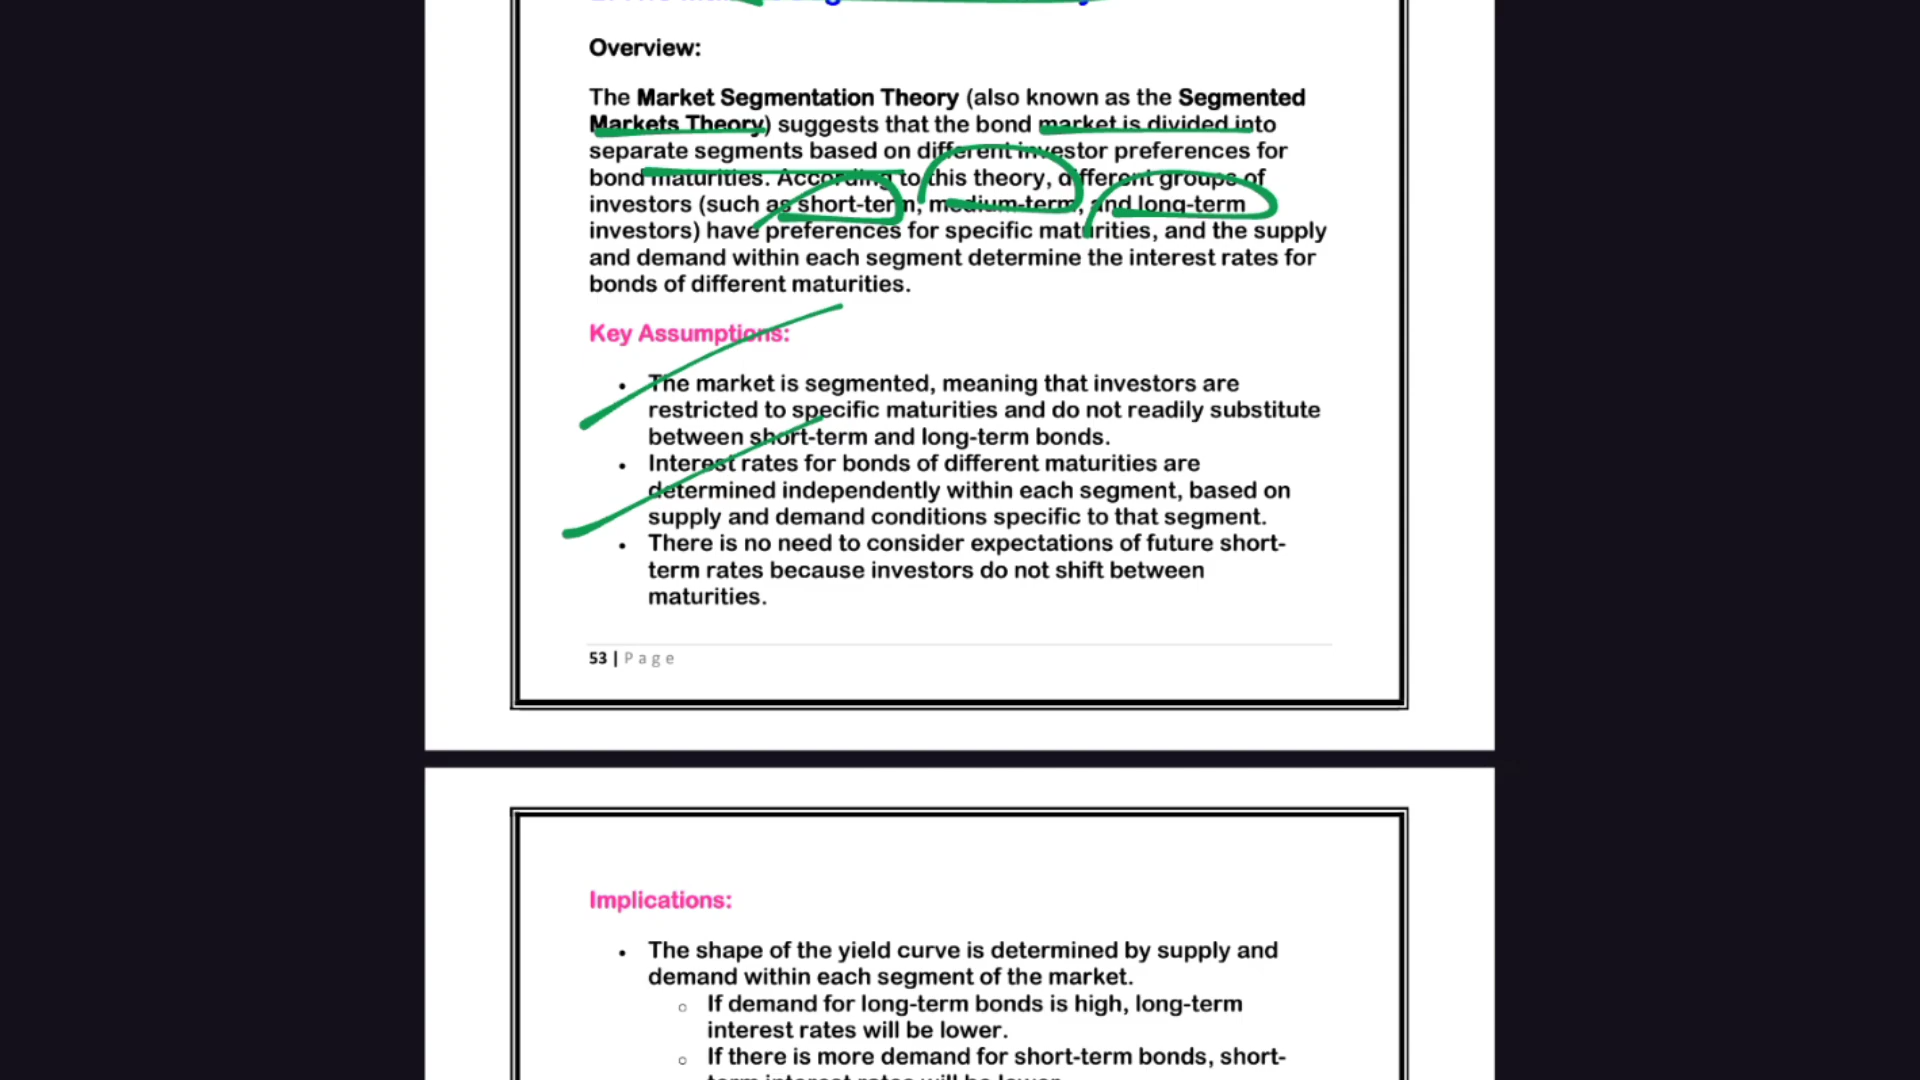 Overview:
The Market Segmentation Theory (also known as the Segmented
Markets Theory) suggests that the bond market is divided into
separate segments based on different investor preferences for
bond maturities. According to this theory, different groups of
investors (such as short-term, medium-term, and long-term
investors) have preferences for specific maturities, and the supply
and demand within each segment determine the interest rates for
bonds of different maturities.
Key Assumptions:
• The market is segmented, meaning that investors are
restricted to specific maturities and do not readily substitute
between short-term and long-term bonds.
• Interest rates for bonds of different maturities are
determined independently within each segment, based on
supply and demand conditions specific to that segment.
• There is no need to consider expectations of future short-
term rates because investors do not shift between
maturities.
53 | Page
Implications:
• The shape of the yield curve is determined by supply and
demand within each segment of the market.
o If demand for long-term bonds is high, long-term
interest rates will be lower.
o If there is more demand for short-term bonds, short-
term interest rates will be lower.